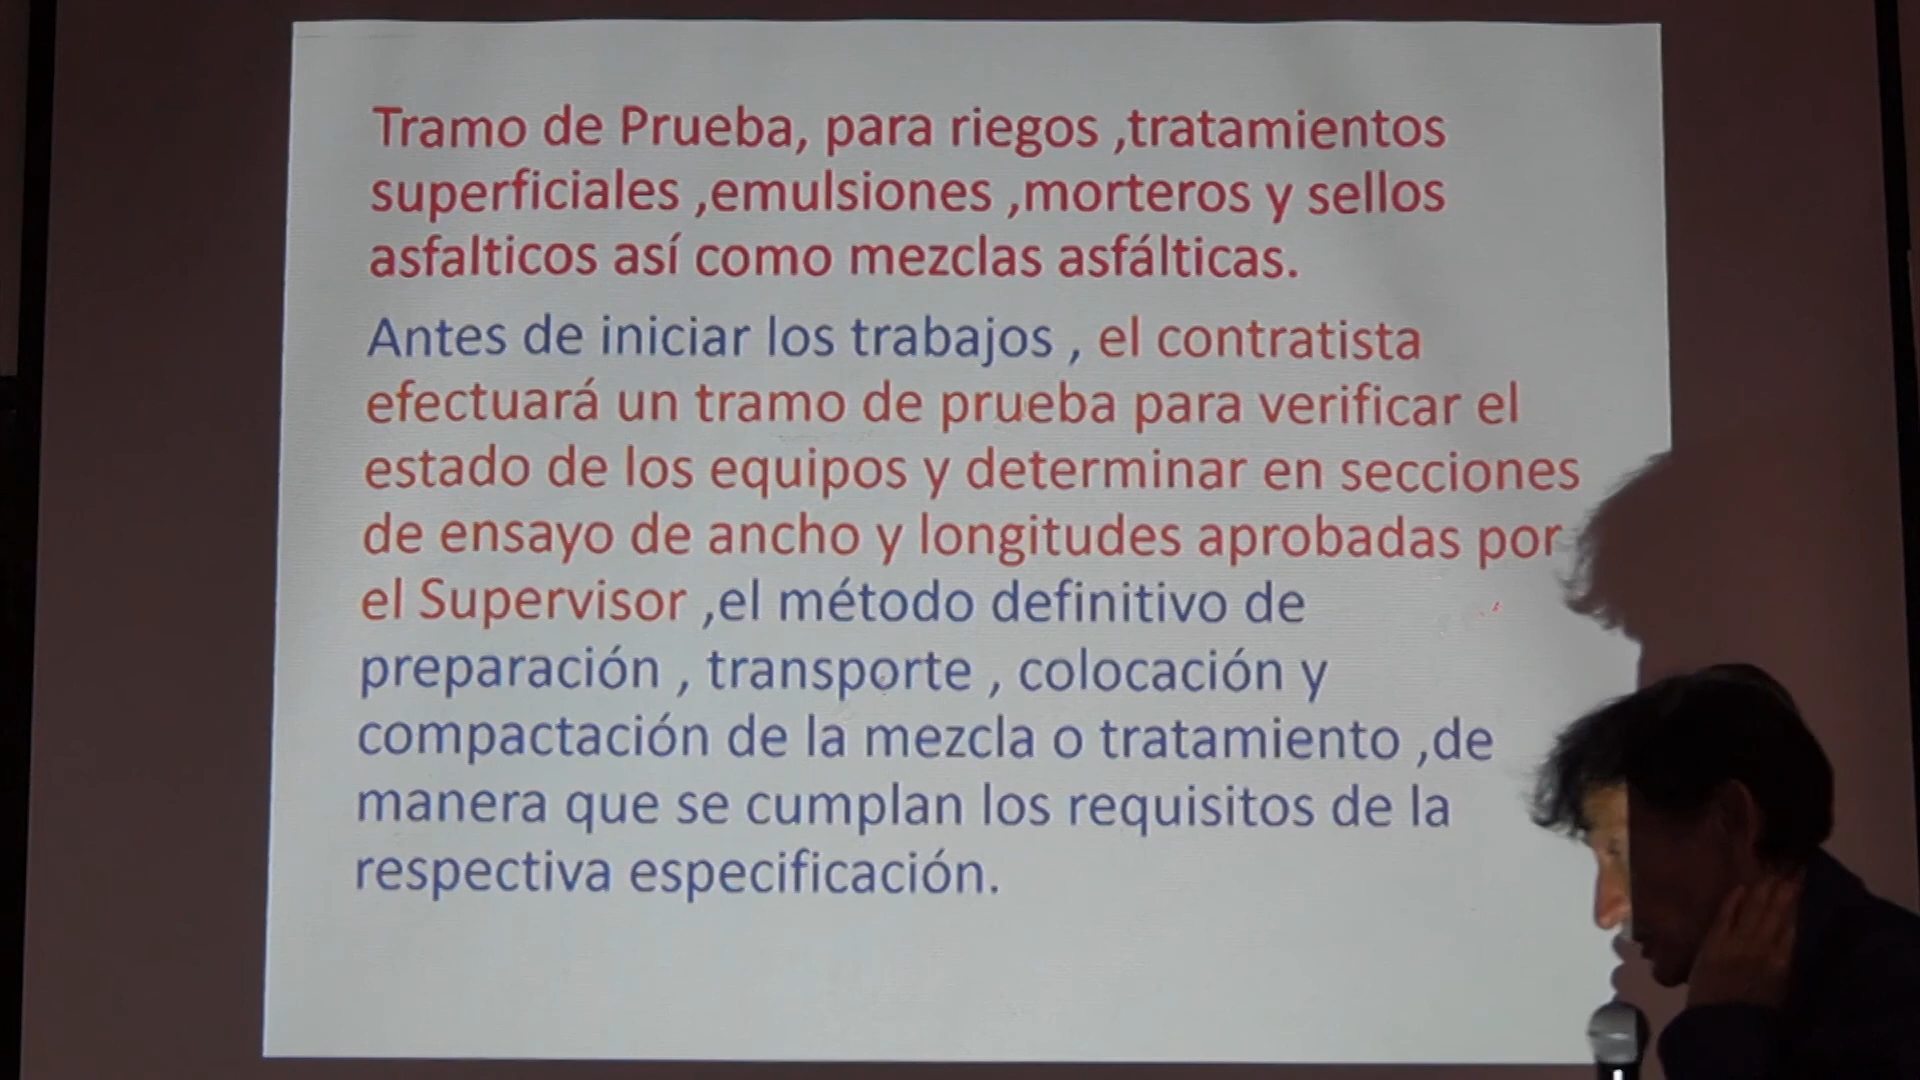 Tramo de Prueba, para riegos ,tratamientos
superficiales ,emulsiones ,morteros y sellos
asfalticos así como mezclas asfálticas.
Antes de iniciar los trabajos , el contratista
efectuará un tramo de prueba para verificar el
estado de los equipos y determinar en secciones
de ensayo de ancho y longitudes aprobadas por
el Supervisor ,el método definitivo de
preparación , transporte , colocación y
compactación de la mezcla o tratamiento ,de
manera que se cumplan los requisitos de la
respectiva especificación.